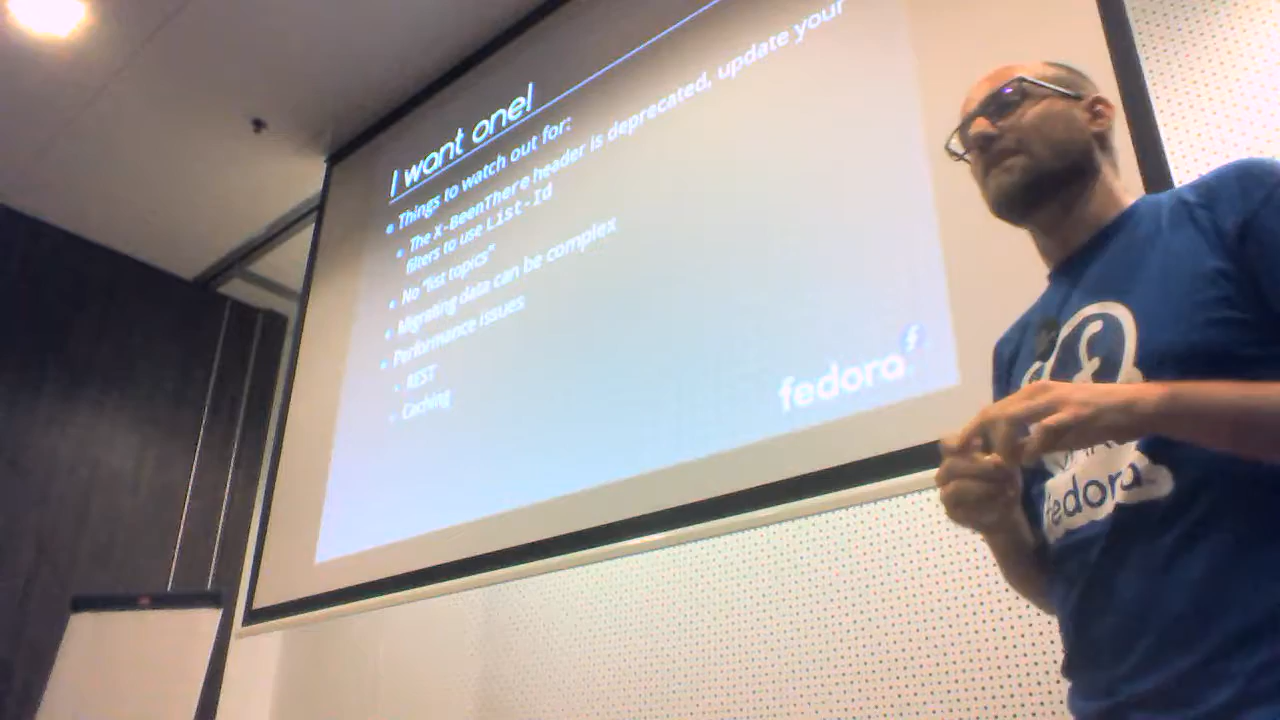 I want one!
Things to watch out for:
The X-BeenThere header is deprecated, update your
filters to use List-Id
No "list topics"
Migrating data can be complex
Performance issues
REST
Caching
fedora
fedora